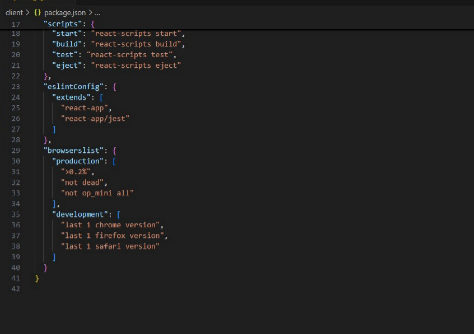 client > {} package.json > ...
17 "scripts": {
18 "start": "react-scripts start",
19 "build": "react-scripts build",
20 "test": "react-scripts test",
21 "eject": "react-scripts eject"
22 },
23 "eslintConfig": {
24 "extends": [
25 "react-app",
26 "react-app/jest"
27 ]
28 },
29 "browserslist": {
30 "production": [
31 ">0.2%",
32 "not dead",
33 "not op_mini all"
34 ],
35 "development": [
36 "last 1 chrome version",
37 "last 1 firefox version",
38 "last 1 safari version"
39 ]
40 }
41 }
42